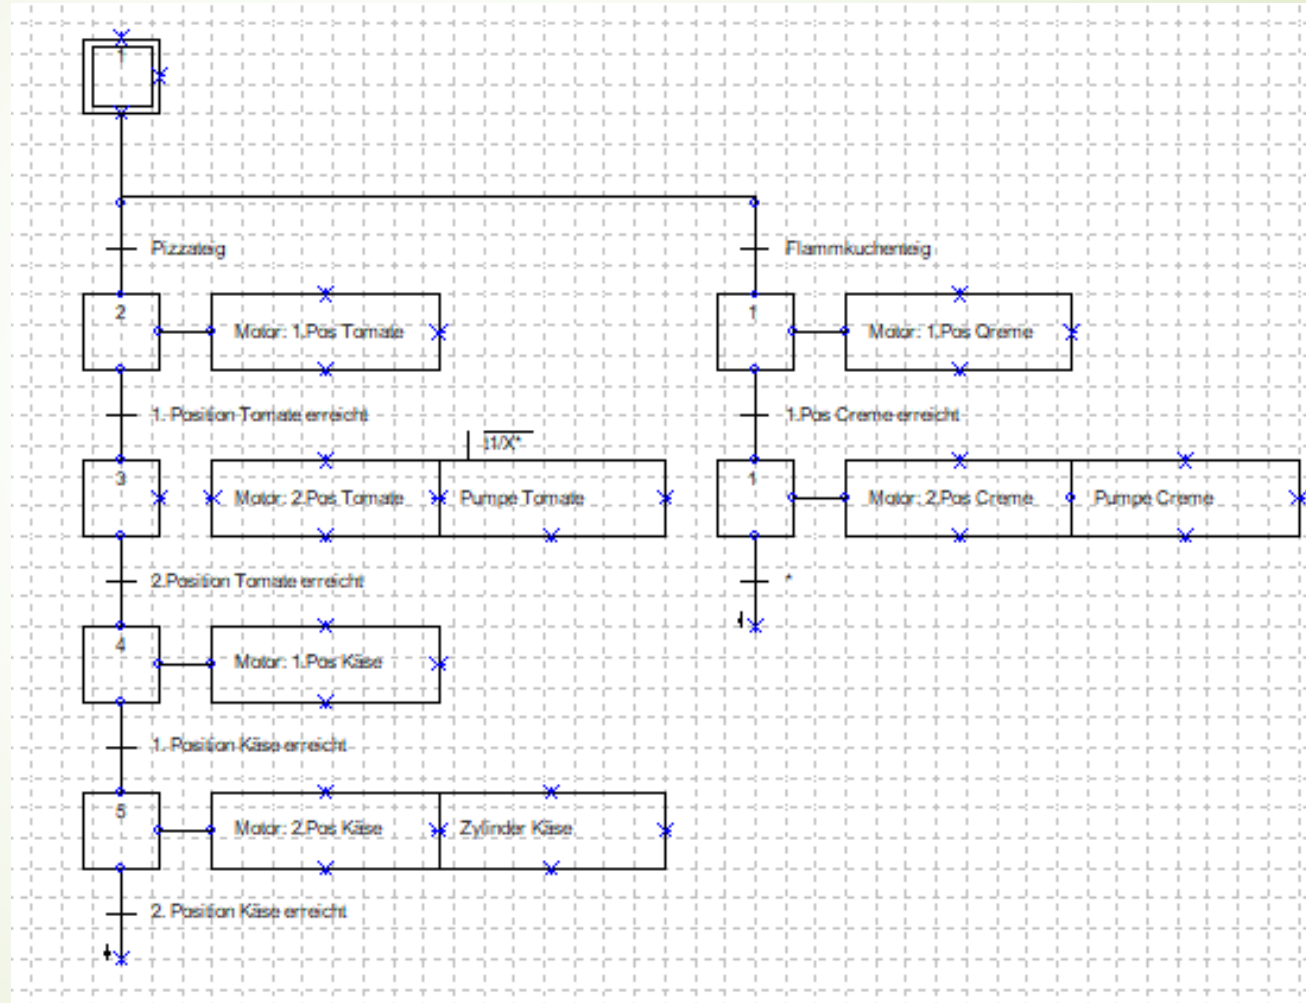 1
Pizzateig
Flammkuchenteig
2
Motor: 1.Pos Tomate
1
Motor: 1.Pos Creme
1. Position Tomate erreicht
1.Pos Creme erreicht
t1/X*
3
Motor: 2.Pos Tomate
Pumpe Tomate
1
Motor: 2.Pos Creme
Pumpe Creme
2.Position Tomate erreicht
*
4
Motor: 1.Pos Käse
1. Position Käse erreicht
5
Motor: 2.Pos Käse
Zylinder Käse
2. Position Käse erreicht